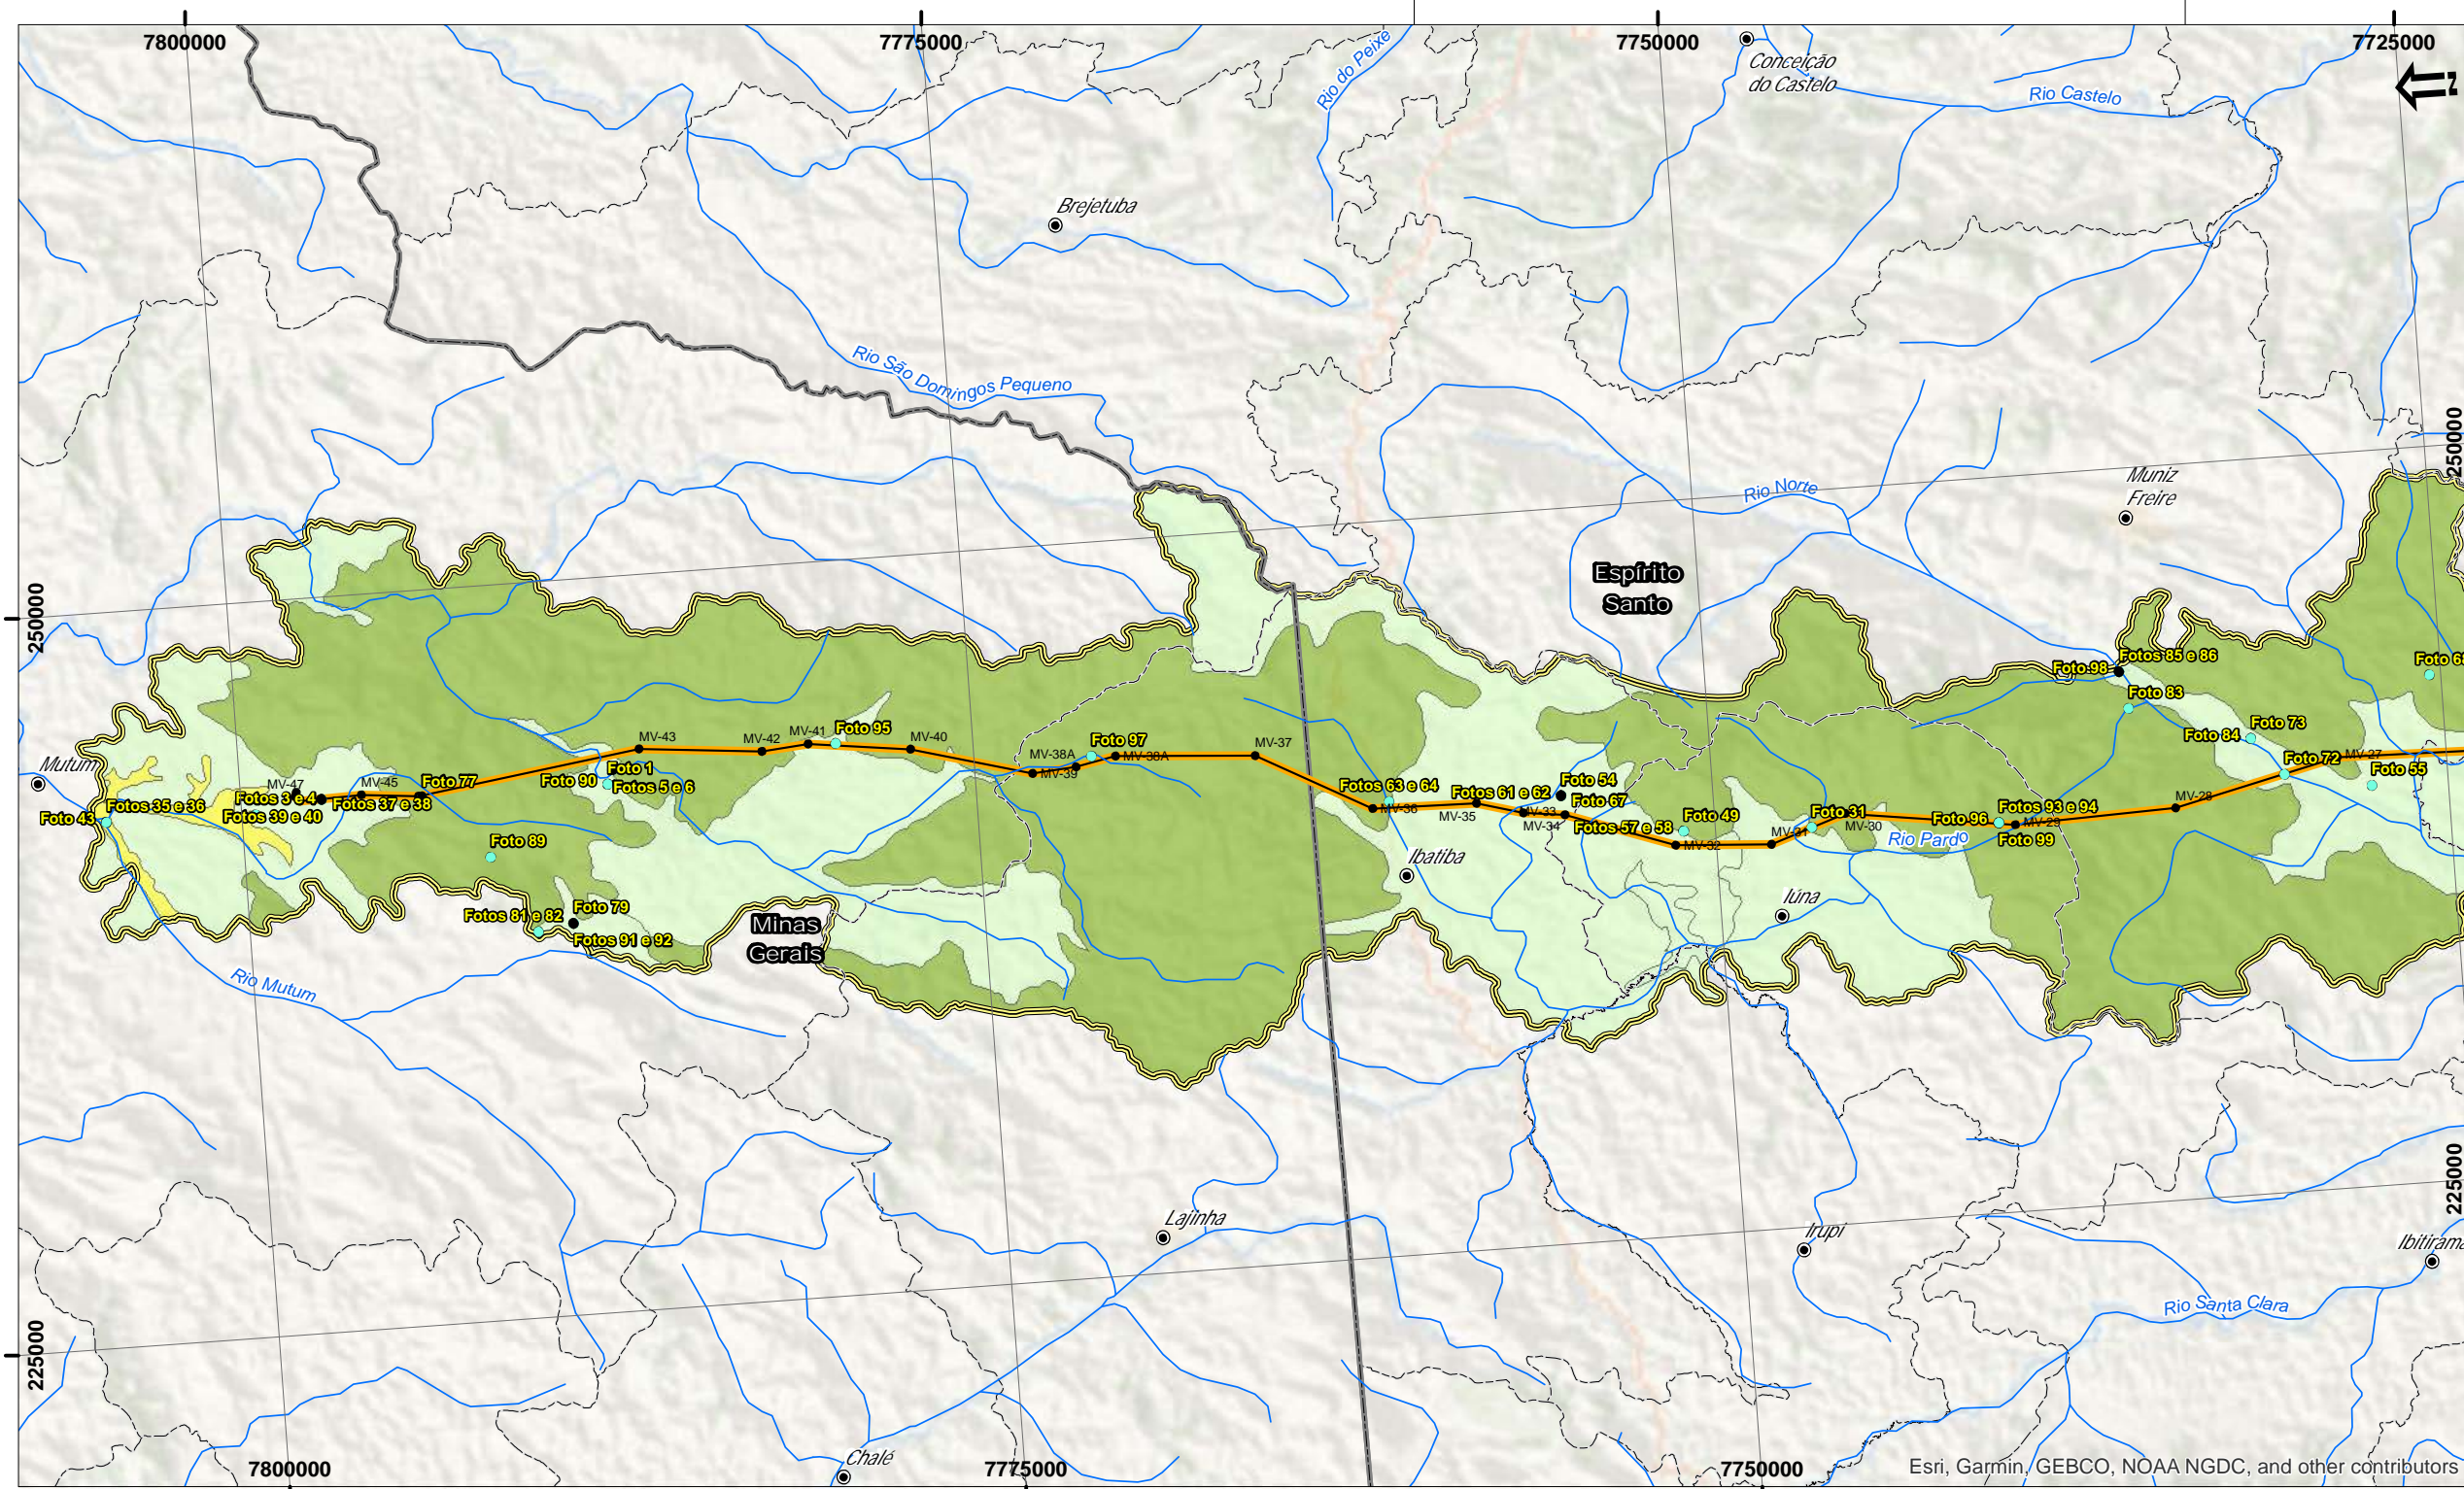 7800000
7775000
7750000
7725000
N
Conceição
do Castelo
Rio do Peixe
Rio Castelo
Brejetuba
Rio São Domingos Pequeno
250000
Muniz
Freire
Rio Norte
Espírito
Santo
250000
Fotos 85 e 86
Foto 98
Foto 83
Foto 73
Foto 84
Foto 72
MV-27
Foto 55
MV-43
MV-42
MV-41
Foto 95
MV-40
MV-38A
Foto 97
MV-38A
MV-39
MV-37
Mutum
MV-47
MV-45
Foto 77
Foto 90
Foto 1
Fotos 5 e 6
Fotos 3 e 4
Fotos 37 e 38
Fotos 39 e 40
Fotos 35 e 36
Foto 43
Fotos 63 e 64
MV-36
Fotos 61 e 62
MV-35
Foto 54
Foto 67
MV-33
MV-34
Fotos 57 e 58
Foto 49
MV-32
MV-31
Foto 31
MV-30
Foto 96
Fotos 93 e 94
MV-29
Foto 99
MV-28
Rio Pardo
Foto 89
Ibatiba
Iúna
Foto 79
Fotos 81 e 82
Fotos 91 e 92
Minas
Gerais
Rio Mutum
225000
Lajinha
Irupi
Ibitirama
Rio Santa Clara
225000
Chalé
7800000
7775000
7750000
Esri, Garmin, GEBCO, NOAA NGDC, and other contributors